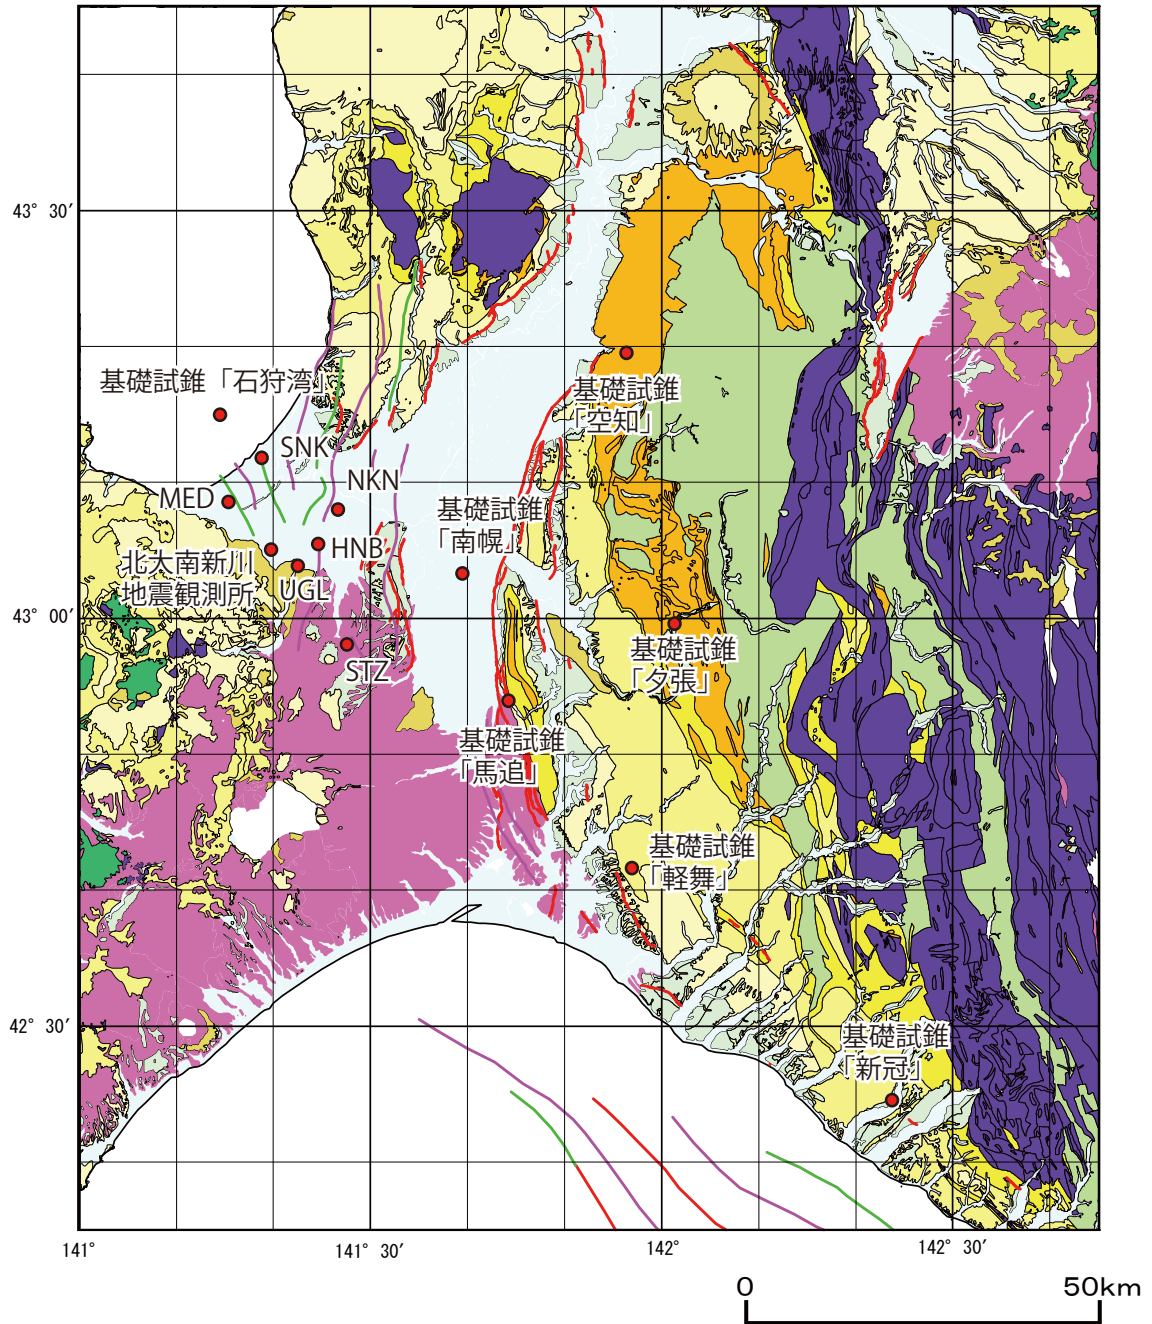 43° 30′
基礎試錐「石狩湾」
基礎試錐
「空知」
SNK
NKN
MED
基礎試錐
「南幌」
HNB
北大南新川
地震観測所
UGL
43° 00′
基礎試錐
「夕張」
STZ
基礎試錐
「馬追」
基礎試錐
「軽舞」
42° 30′
基礎試錐
「新冠」
141°
141° 30′
142°
142° 30′
0
50km